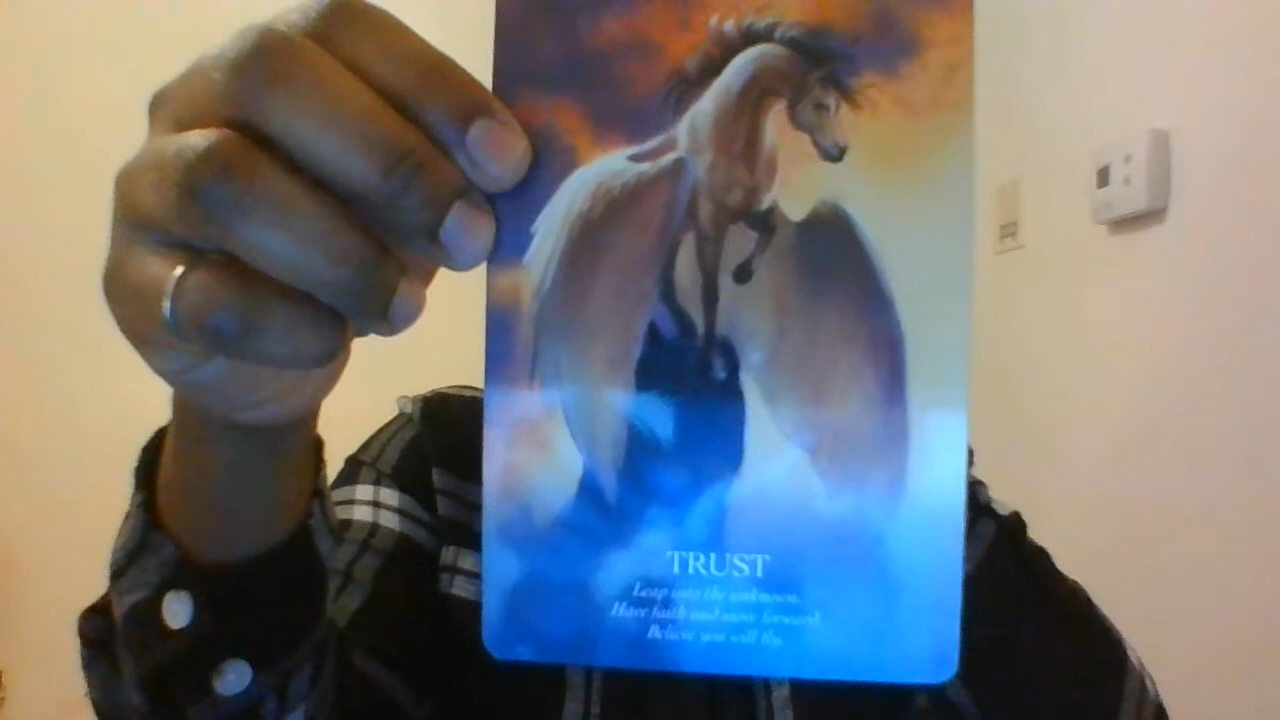 TRUST
Leap into the unknown.
Have faith and move forward.
Believe you will fly.